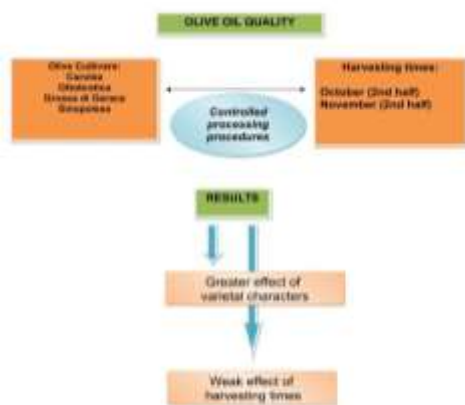 OLIVE OIL QUALITY
Olive Cultivars:
Carolea
Ottobratica
Grossa di Gerace
Sinopolese
Harvesting times:
October (2nd half)
November (2nd half)
Controlled
processing
procedures
RESULTS
Greater effect of
varietal characters
Weak effect of
harvesting times